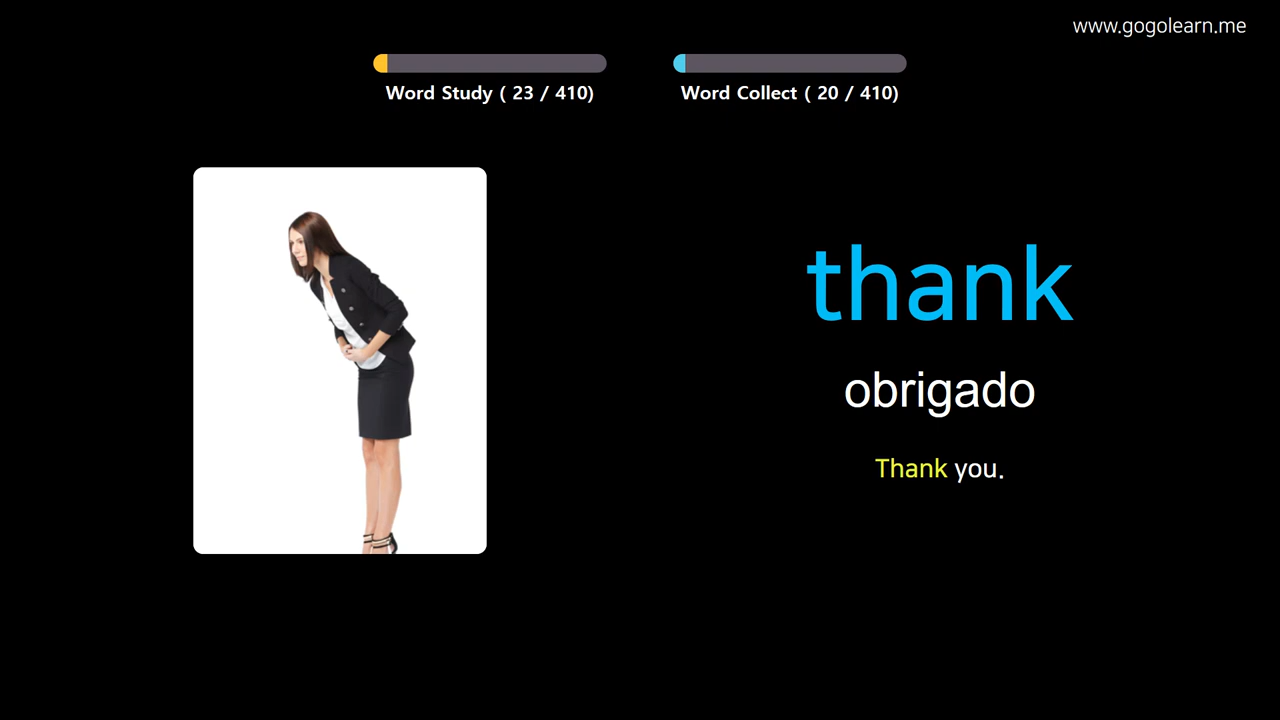 www.gogolearn.me
Word Study ( 23 / 410)
Word Collect ( 20 / 410)
thank
obrigado
Thank you.